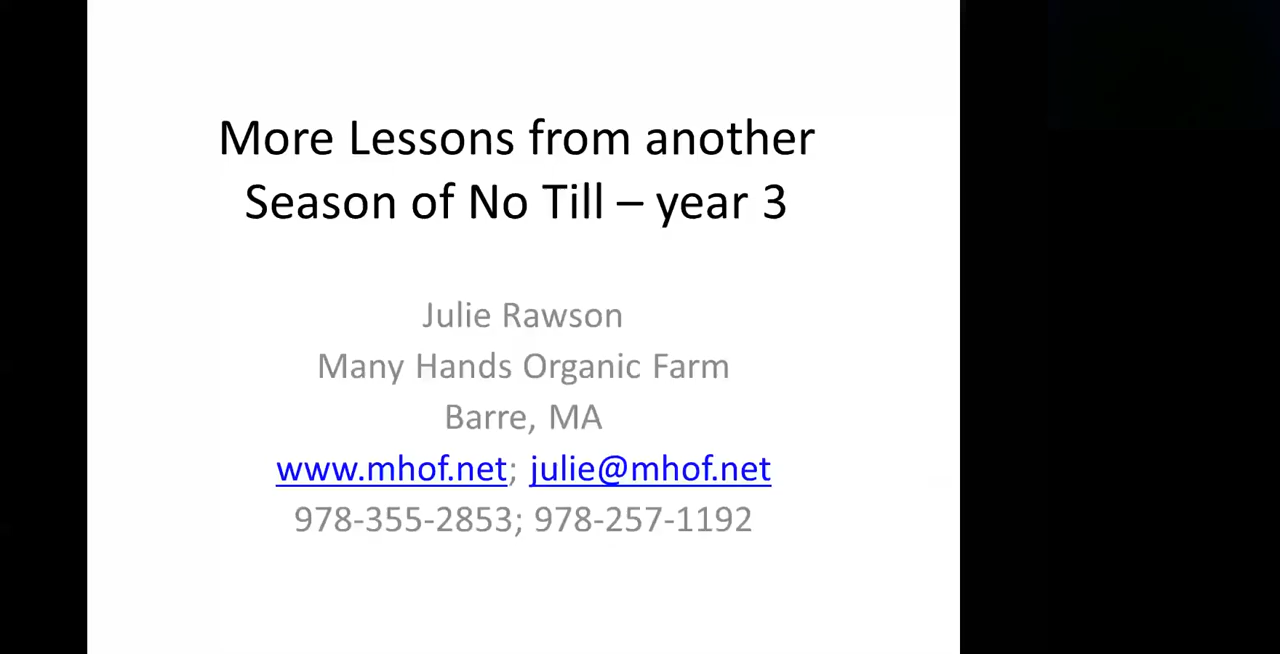 More Lessons from another
Season of No Till – year 3
Julie Rawson
Many Hands Organic Farm
Barre, MA
www.mhof.net; julie@mhof.net
978-355-2853; 978-257-1192